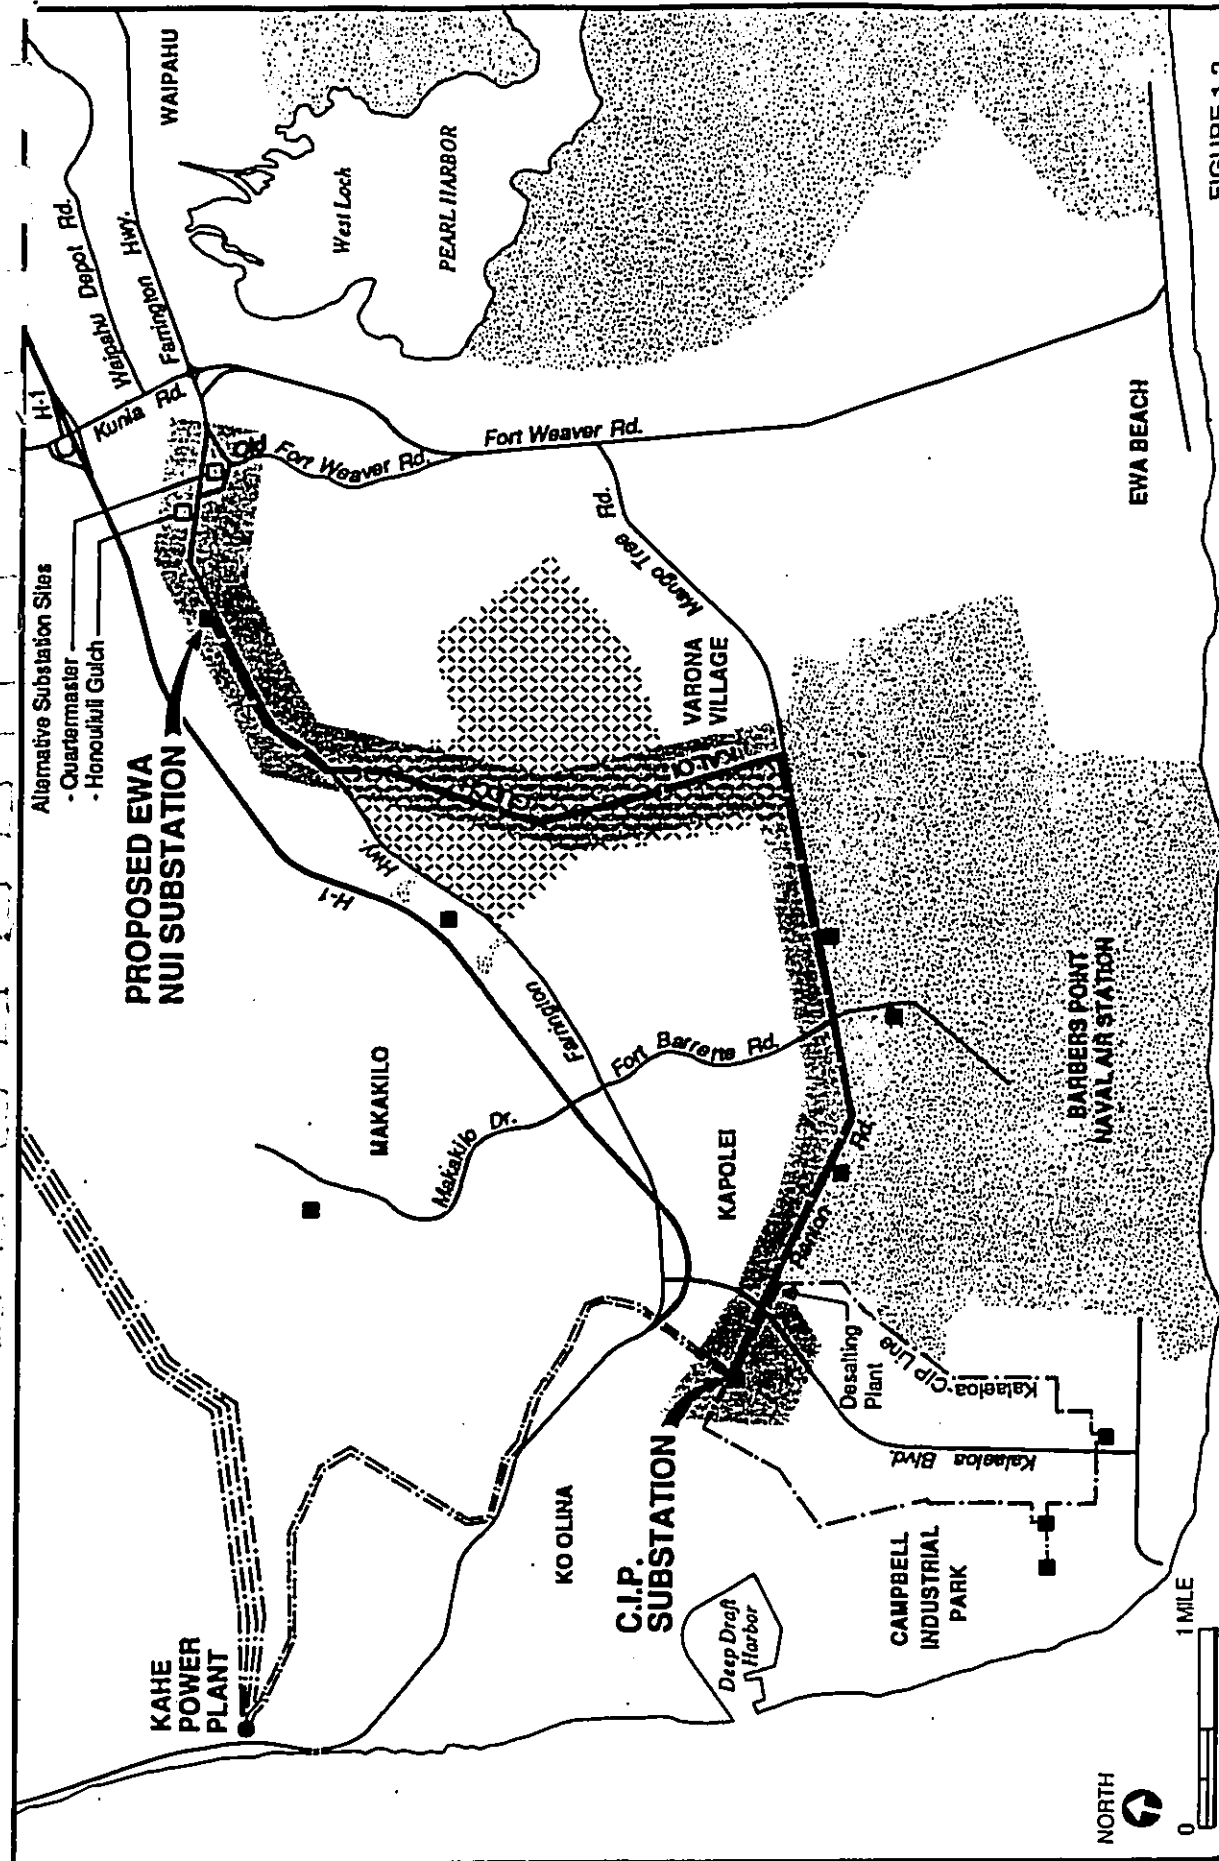 WAIPAHU
Waipahu Depot Rd.
Farrington Hwy.
H-1
Kunia Rd.
West Loch
PEARL HARBOR
Alternative Substation Sites
- Quartermaster
- Honouliuli Gulch
Old Fort Weaver Rd.
Fort Weaver Rd.
PROPOSED EWA
NUI SUBSTATION
Mango Tree Rd.
EWA BEACH
VARONA
VILLAGE
H-1
Farrington Hwy.
MAKAKILO
Makakilo Dr.
Fort Barrette Rd.
BARBERS POINT
NAVAL AIR STATION
KAPOLEI
Renton Rd.
KAHE
POWER
PLANT
KO OLINA
C.I.P.
SUBSTATION
Desalting
Plant
Kalaeloa-CIP Line
Kalaeloa Blvd.
Deep Draft
Harbor
CAMPBELL
INDUSTRIAL
PARK
NORTH
0 1 MILE